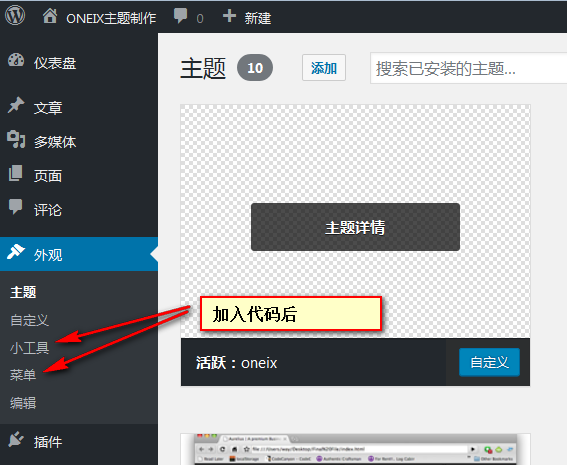 ONEIX主题制作 0 新建
仪表盘
文章
多媒体
页面
评论
外观
主题
自定义
小工具
菜单
编辑
插件
主题 10 添加 搜索已安装的主题...
主题详情
加入代码后
活跃：oneix 自定义